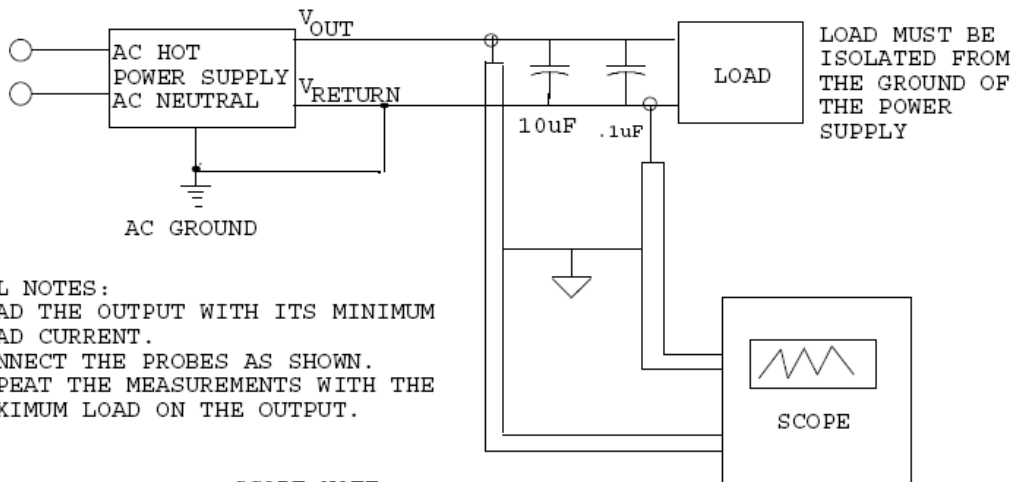 V OUT
AC HOT
POWER SUPPLY
AC NEUTRAL
V RETURN
AC GROUND
10uF
.1uF
LOAD
LOAD MUST BE
ISOLATED FROM
THE GROUND OF
THE POWER
SUPPLY
L NOTES:
AD THE OUTPUT WITH ITS MINIMUM
AD CURRENT.
NNECT THE PROBES AS SHOWN.
PEAT THE MEASUREMENTS WITH THE
XIMUM LOAD ON THE OUTPUT.
SCOPE